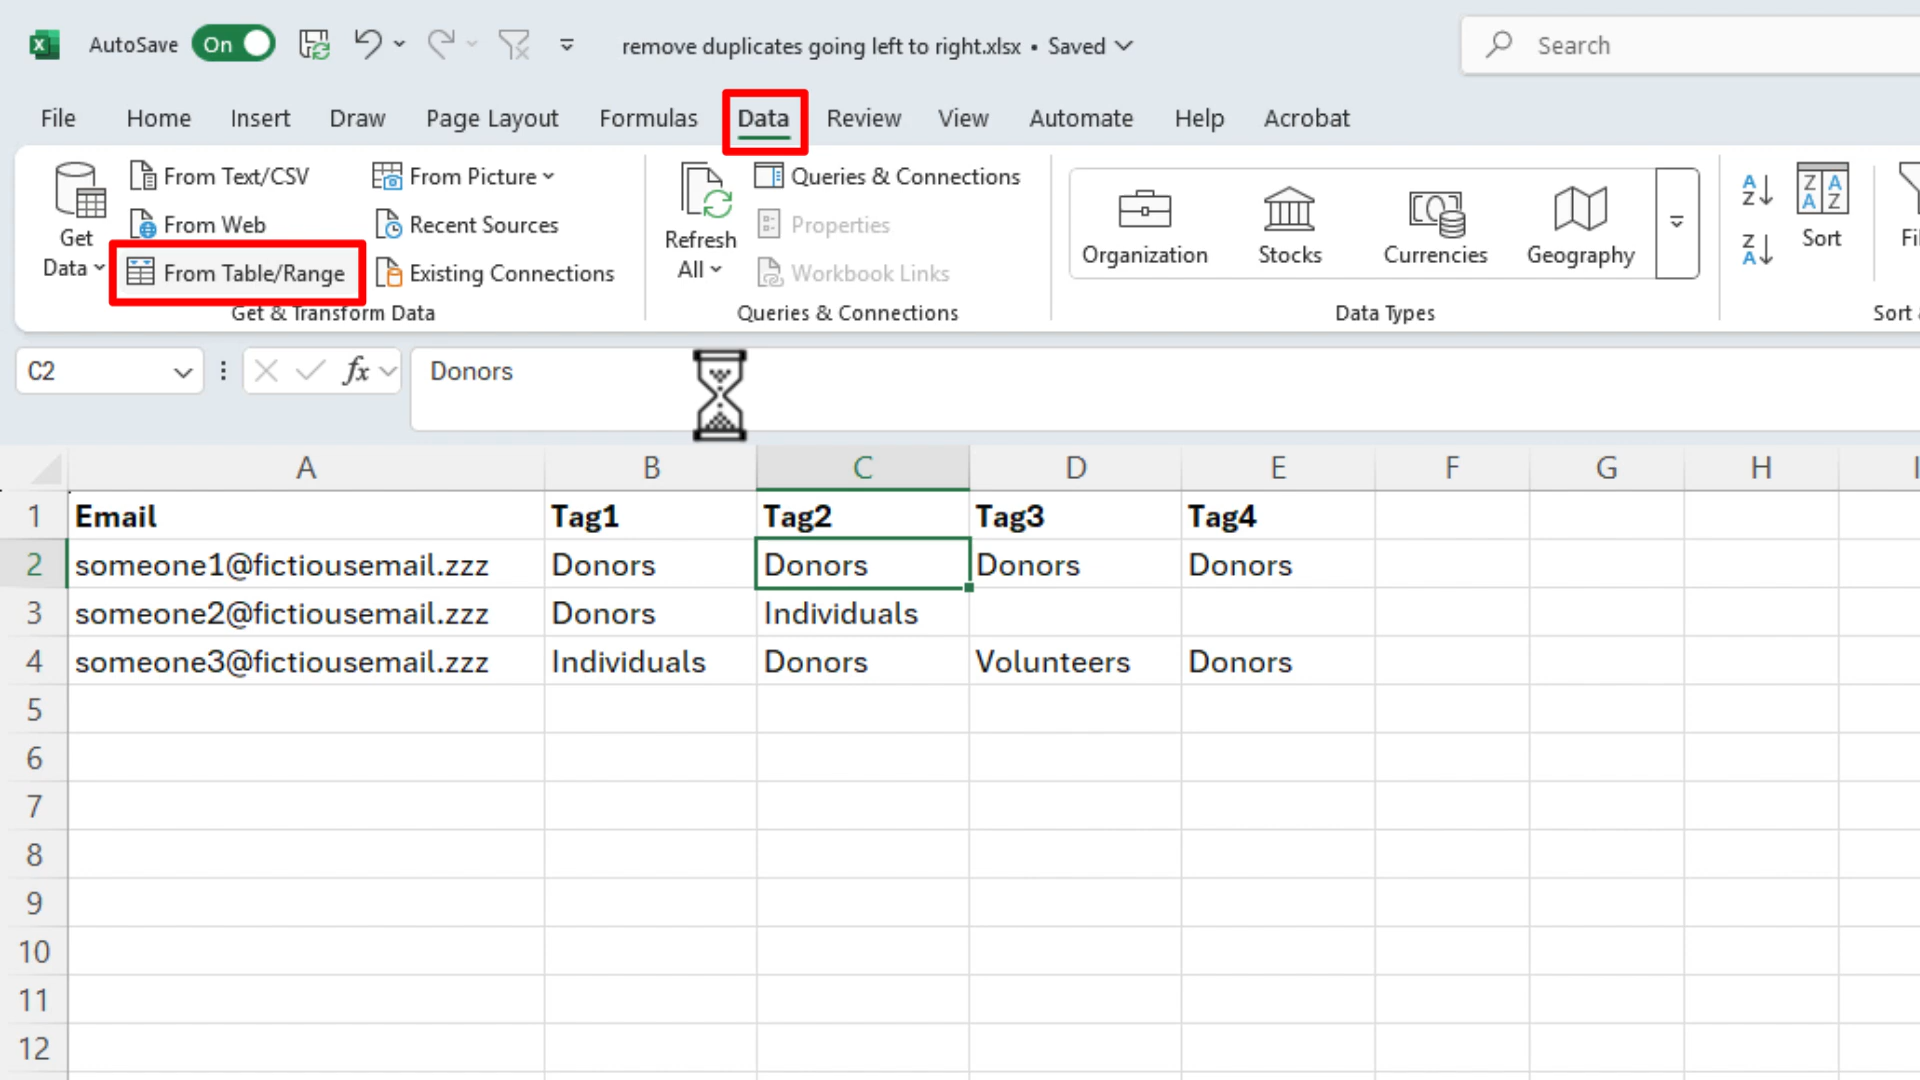 AutoSave On remove duplicates going left to right.xlsx • Saved Search
File Home Insert Draw Page Layout Formulas Data Review View Automate Help Acrobat
Get Data
From Text/CSV
From Web
From Table/Range
From Picture
Recent Sources
Existing Connections
Get & Transform Data
Refresh All
Queries & Connections
Properties
Workbook Links
Queries & Connections
Organization Stocks Currencies Geography
Data Types
Sort
C2 fx Donors
A B C D E F G H
1 Email Tag1 Tag2 Tag3 Tag4
2 someone1@fictiousemail.zzz Donors Donors Donors Donors
3 someone2@fictiousemail.zzz Donors Individuals
4 someone3@fictiousemail.zzz Individuals Donors Volunteers Donors
5
6
7
8
9
10
11
12